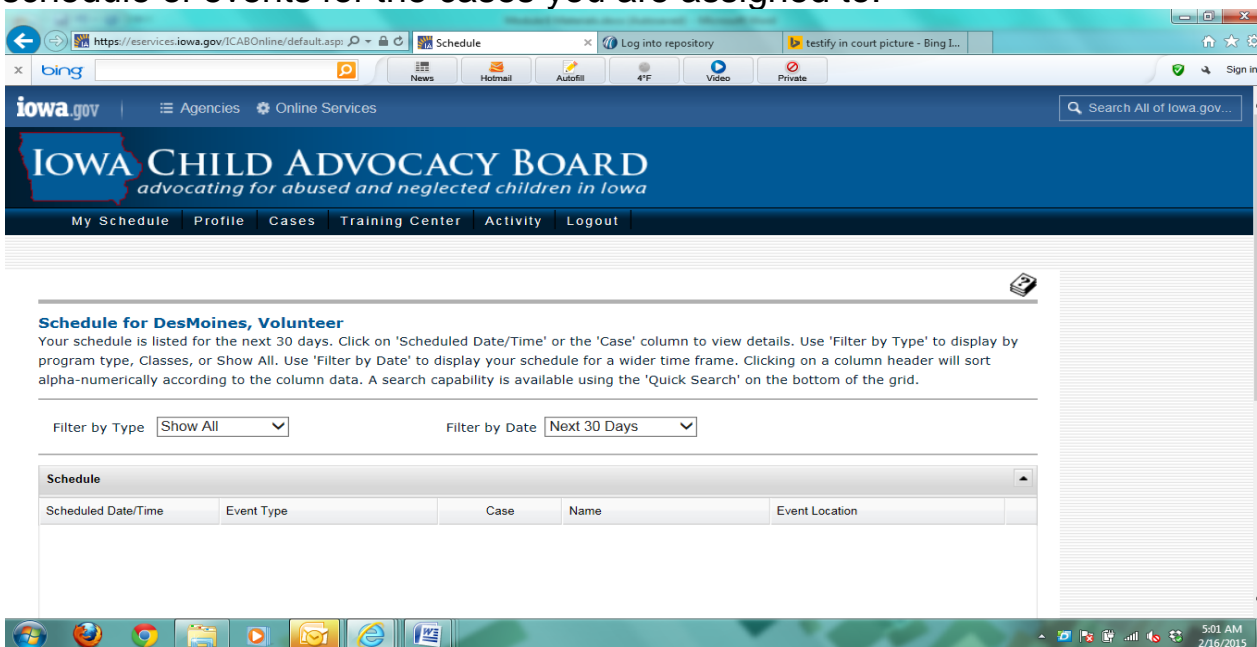 schedule of events for the cases you are assigned to.
https://eservices.iowa.gov/ICABOnline/default.asp: Schedule Log into repository testify in court picture - Bing I...
bing News Hotmail Autofill 4°F Video Private Sign in
iowa.gov Agencies Online Services Search All of Iowa.gov...
IOWA CHILD ADVOCACY BOARD
advocating for abused and neglected children in Iowa
My Schedule Profile Cases Training Center Activity Logout
Schedule for DesMoines, Volunteer
Your schedule is listed for the next 30 days. Click on 'Scheduled Date/Time' or the 'Case' column to view details. Use 'Filter by Type' to display by
program type, Classes, or Show All. Use 'Filter by Date' to display your schedule for a wider time frame. Clicking on a column header will sort
alpha-numerically according to the column data. A search capability is available using the 'Quick Search' on the bottom of the grid.
Filter by Type Show All Filter by Date Next 30 Days
Schedule
Scheduled Date/Time Event Type Case Name Event Location
5:01 AM
2/16/2015